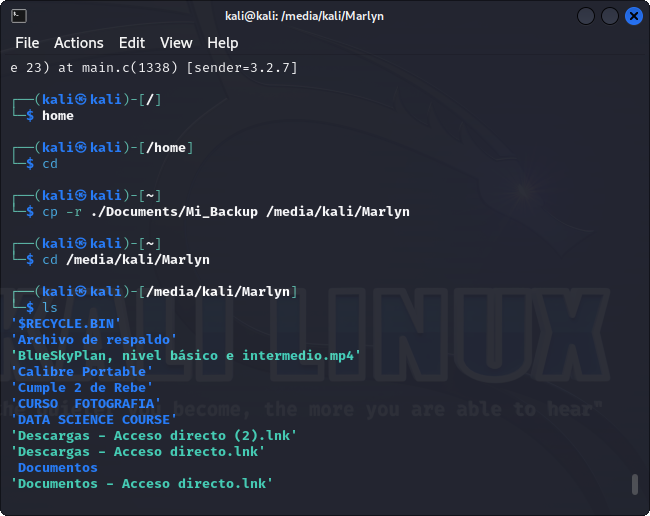 kali@kali: /media/kali/Marlyn
File Actions Edit View Help
e 23) at main.c(1338) [sender=3.2.7]
┌──(kali㉿kali)-[/]
└─$ home
┌──(kali㉿kali)-[/home]
└─$ cd
┌──(kali㉿kali)-[~]
└─$ cp -r ./Documents/Mi_Backup /media/kali/Marlyn
┌──(kali㉿kali)-[~]
└─$ cd /media/kali/Marlyn
┌──(kali㉿kali)-[/media/kali/Marlyn]
└─$ ls
'$RECYCLE.BIN'
'Archivo de respaldo'
'BlueSkyPlan, nivel básico e intermedio.mp4'
'Calibre Portable'
'Cumple 2 de Rebe'
'CURSO  FOTOGRAFIA'
'DATA SCIENCE COURSE'
'Descargas - Acceso directo (2).lnk'
'Descargas - Acceso directo.lnk'
Documentos
'Documentos - Acceso directo.lnk'
KALI LINUX
become, the more you are able to hear"